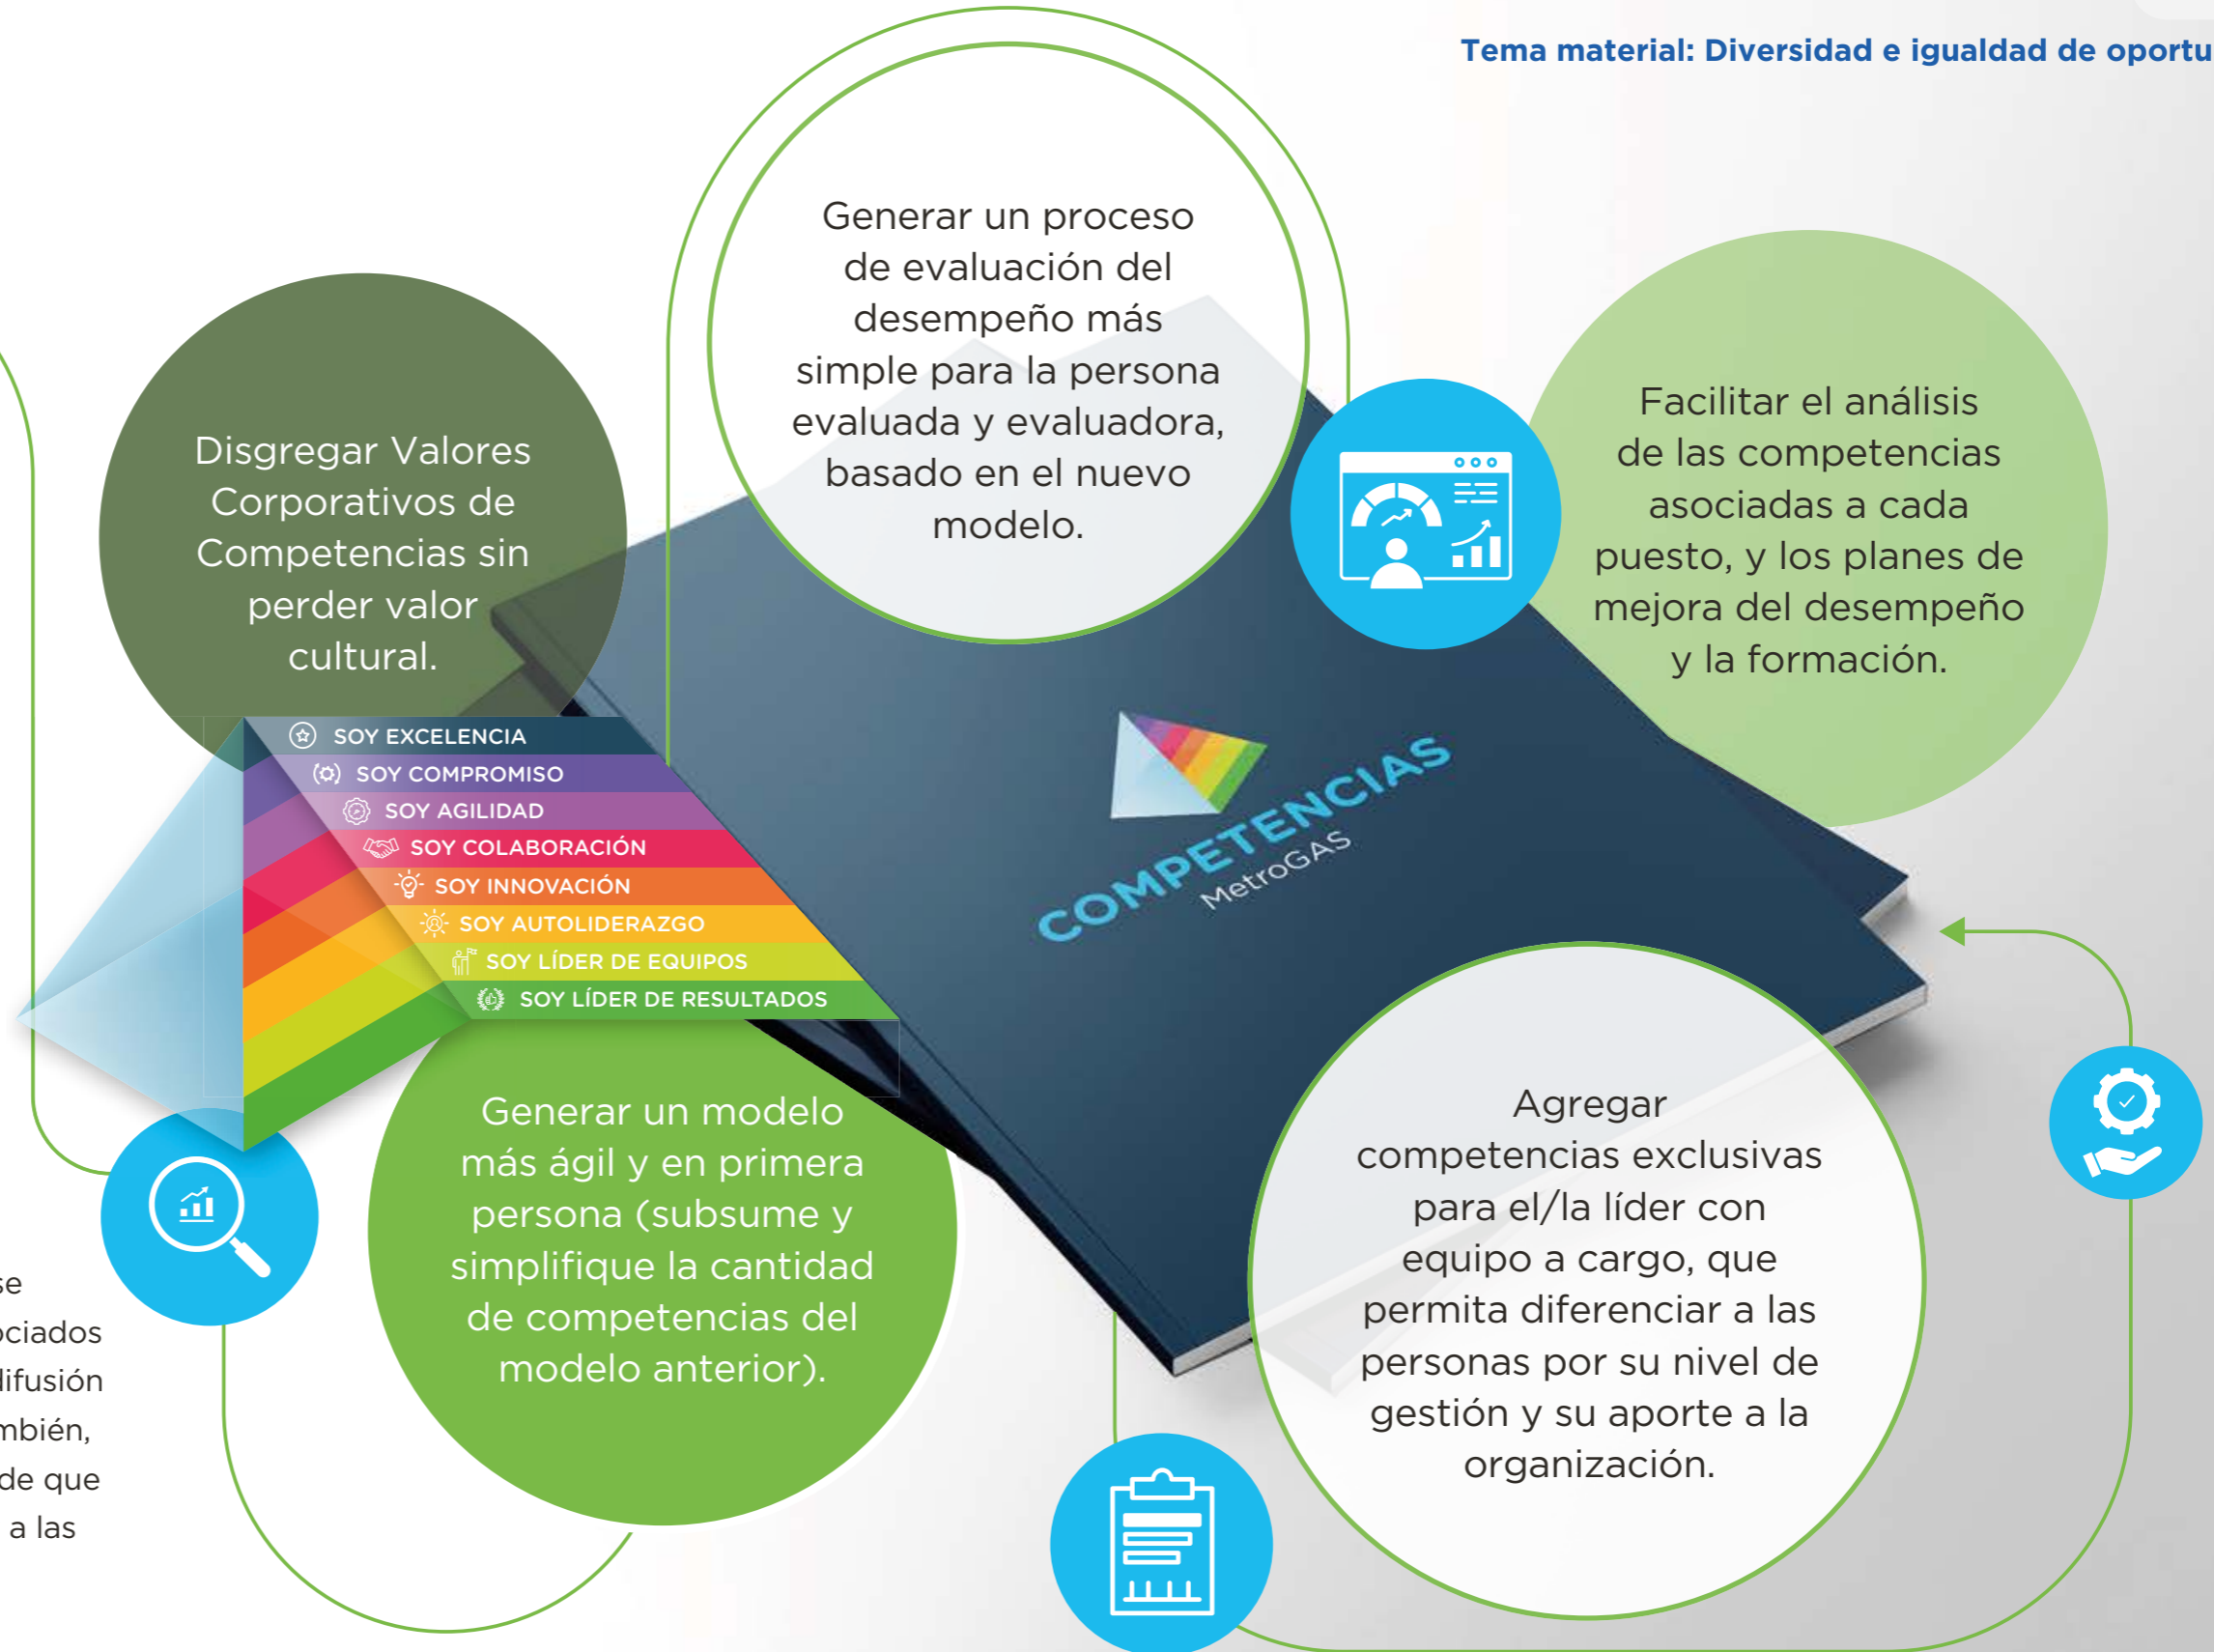 Tema material: Diversidad e igualdad de
Generar un proceso
de evaluación del
desempeño más
simple para la persona
evaluada y evaluadora,
basado en el nuevo
modelo.
Facilitar el análisis
de las competencias
asociadas a cada
puesto, y los planes de
mejora del desempeño
y la formación.
Disgregar Valores
Corporativos de
Competencias sin
perder valor
cultural.
SOY EXCELENCIA
SOY COMPROMISO
SOY AGILIDAD
SOY COLABORACIÓN
SOY INNOVACIÓN
SOY AUTOLIDERAZGO
SOY LÍDER DE EQUIPOS
SOY LÍDER DE RESULTADOS
COMPETENCIAS
MetroGAS
Generar un modelo
más ágil y en primera
persona (subsume y
simplifique la cantidad
de competencias del
modelo anterior).
Agregar
competencias exclusivas
para el/la líder con
equipo a cargo, que
permita diferenciar a las
personas por su nivel de
gestión y su aporte a la
organización.
de que
a las